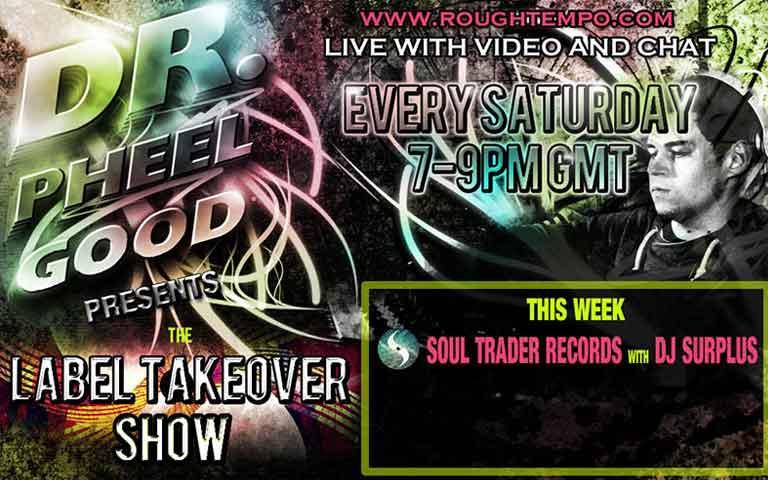 DR.
PHEEL
GOOD
PRESENTS
THE
LABEL TAKEOVER
SHOW
WWW.ROUGHTEMPO.COM
LIVE WITH VIDEO AND CHAT
EVERY SATURDAY
7-9PM GMT
THIS WEEK
SOUL TRADER RECORDS WITH DJ SURPLUS